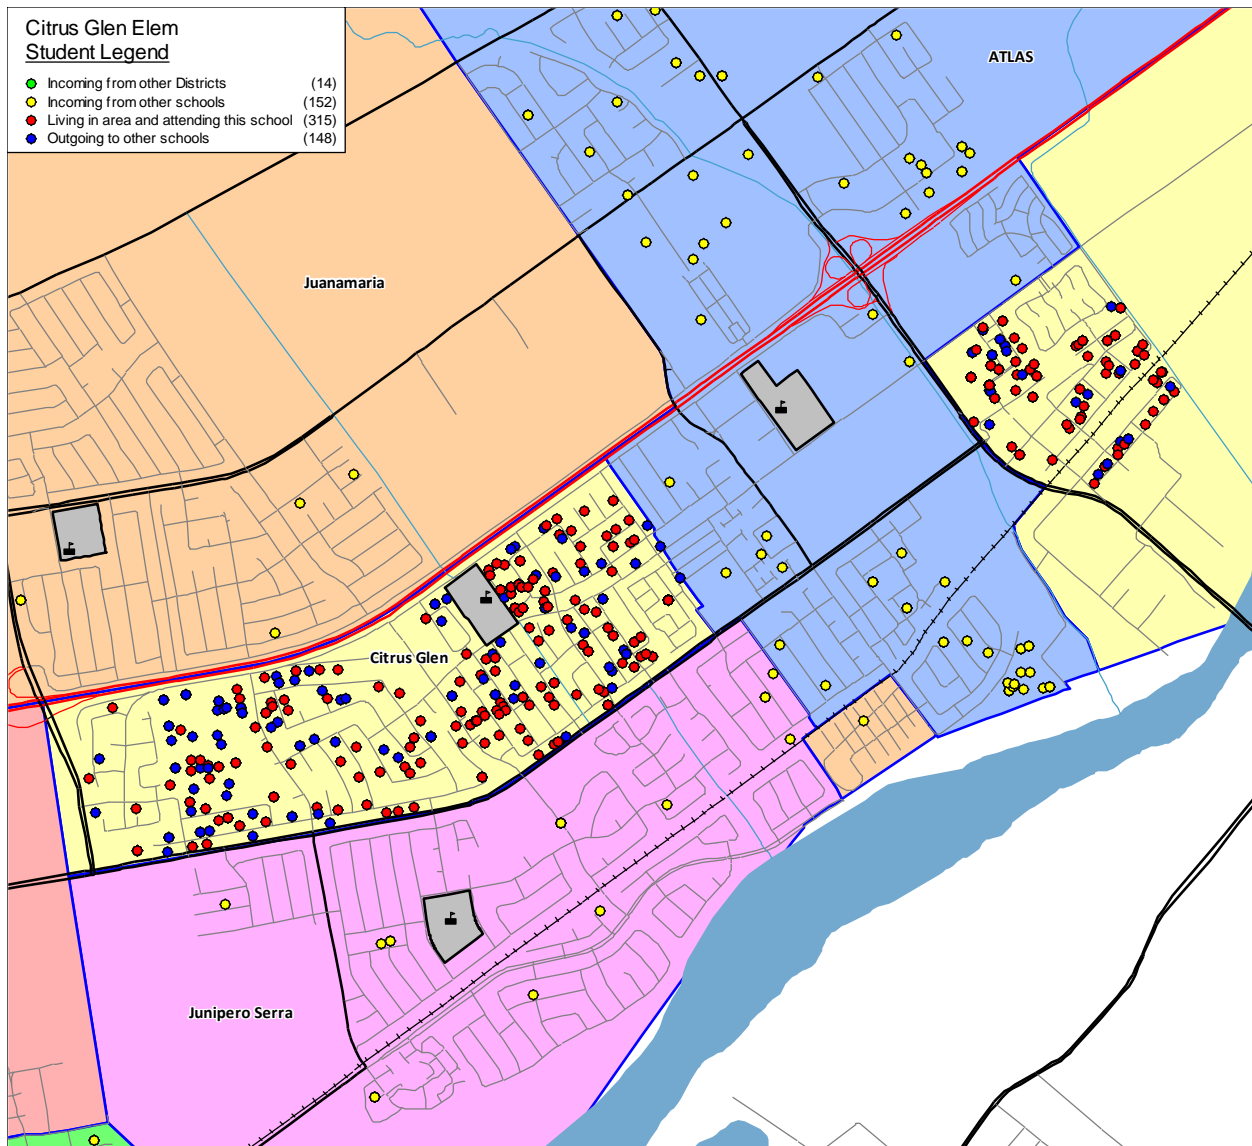 Citrus Glen Elem
Student Legend
Incoming from other Districts (14)
Incoming from other schools (152)
Living in area and attending this school (315)
Outgoing to other schools (148)
ATLAS
Juanamaria
Citrus Glen
Junipero Serra